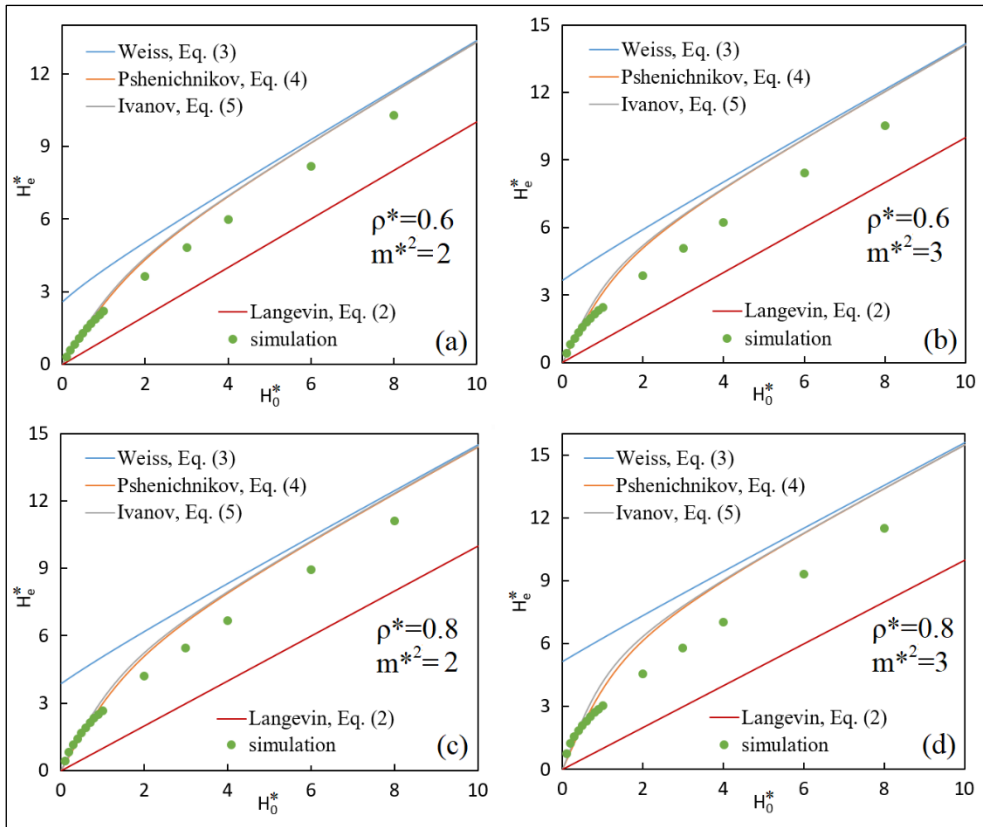 Weiss, Eq. (3)
Pshenichnikov, Eq. (4)
Ivanov, Eq. (5)
12
9
6
3
0
H*e
ρ*=0.6
m*²=2
Langevin, Eq. (2)
simulation
(a)
0 2 4 6 8 10
H*0
15
Weiss, Eq. (3)
Pshenichnikov, Eq. (4)
Ivanov, Eq. (5)
12
9
6
3
0
H*e
ρ*=0.6
m*²=3
Langevin, Eq. (2)
simulation
(b)
0 2 4 6 8 10
H*0
15
Weiss, Eq. (3)
Pshenichnikov, Eq. (4)
Ivanov, Eq. (5)
12
9
6
3
0
H*e
ρ*=0.8
m*²=2
Langevin, Eq. (2)
simulation
(c)
0 2 4 6 8 10
H*0
15
Weiss, Eq. (3)
Pshenichnikov, Eq. (4)
Ivanov, Eq. (5)
12
9
6
3
0
H*e
ρ*=0.8
m*²=3
Langevin, Eq. (2)
simulation
(d)
0 2 4 6 8 10
H*0